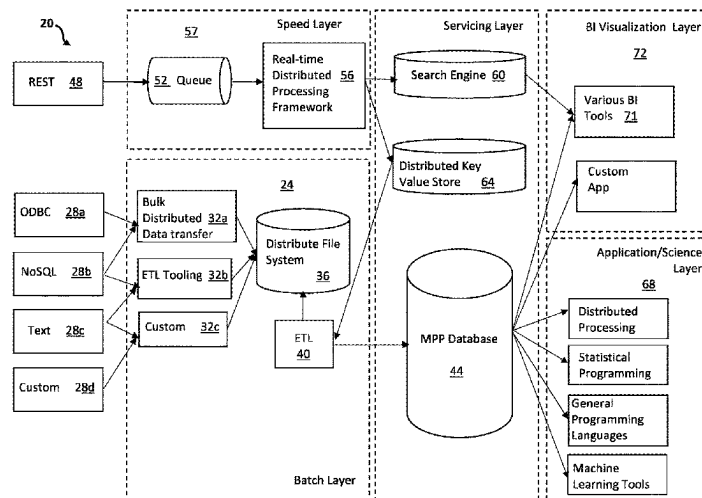 20
57
Speed Layer
Servicing Layer
BI Visualization Layer
72
REST 48
52 Queue
Real-time
Distributed 56
Processing
Framework
Search Engine 60
Various BI
Tools 71
Distributed Key
Value Store 64
Custom
App
24
ODBC 28a
NoSQL 28b
Text 28c
Custom 28d
Bulk
Distributed 32a
Data transfer
ETL Tooling 32b
Custom 32c
Distribute File
System
36
ETL
40
MPP Database
44
Application/Science
Layer
68
Distributed
Processing
Statistical
Programming
General
Programming
Languages
Machine
Learning Tools
Batch Layer